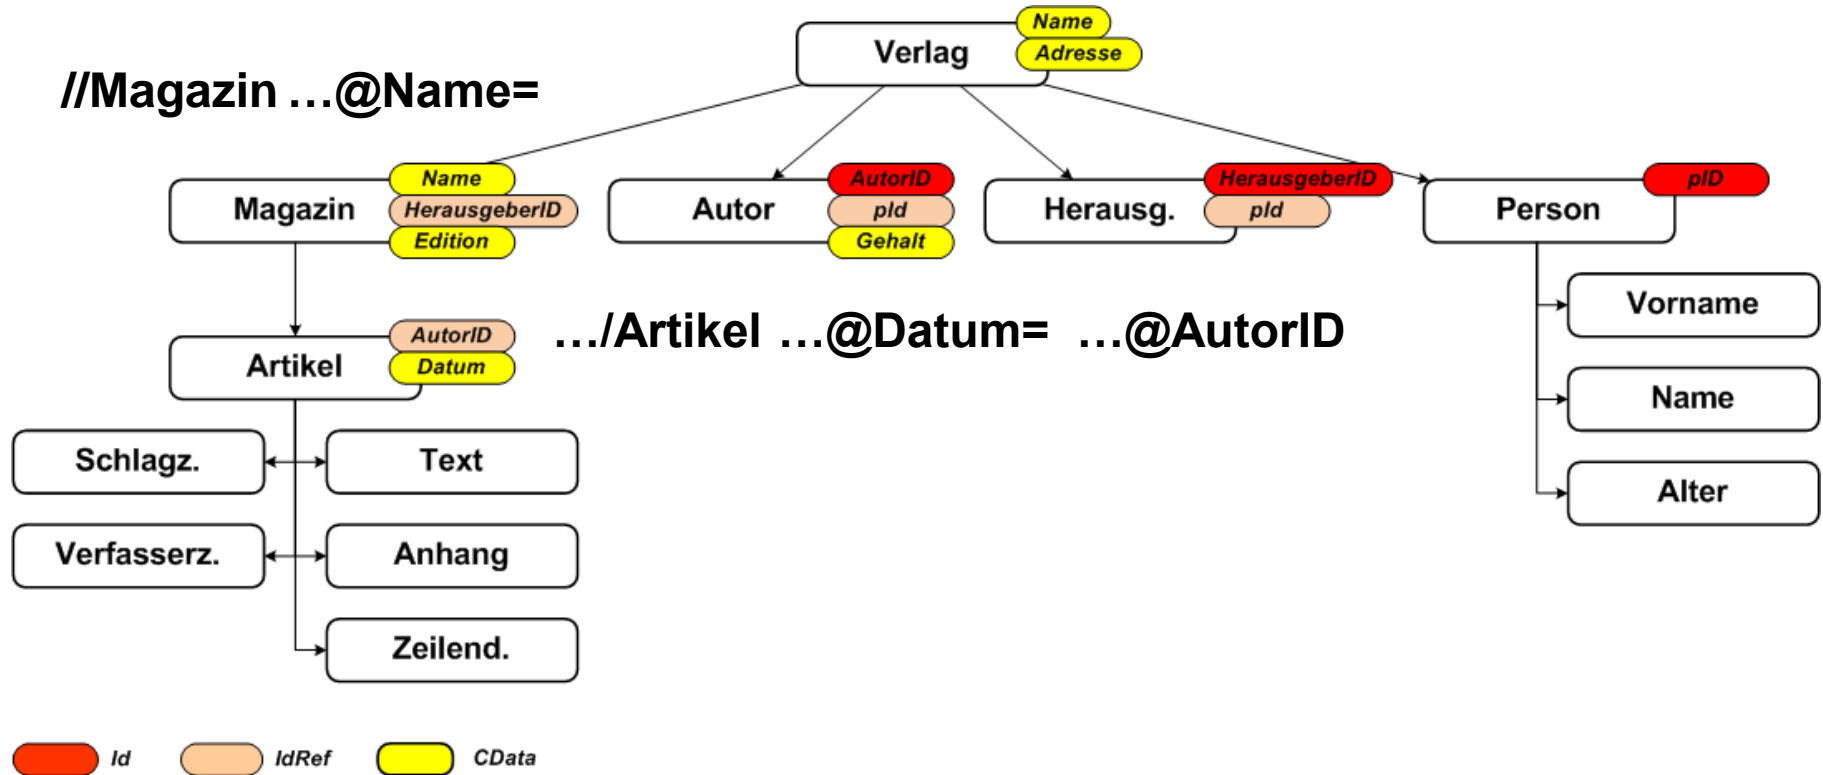 Name
Verlag
Adresse
//Magazin …@Name=
Name
Magazin
HerausgeberID
Edition
AutorID
Autor
pId
Gehalt
HerausgeberID
Herausg.
pId
pID
Person
Vorname
Name
Alter
AutorID
Artikel
Datum
…/Artikel …@Datum= …@AutorID
Schlagz.
Text
Verfasserz.
Anhang
Zeilend.
Id
IdRef
CData